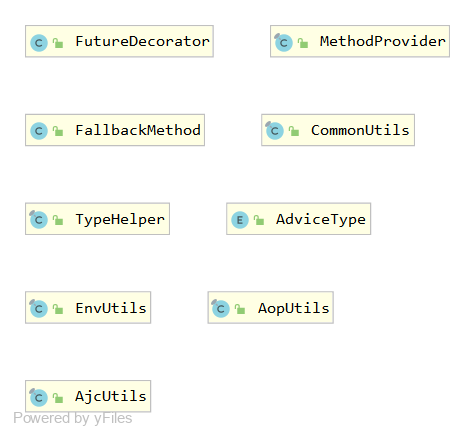 C FutureDecorator
C MethodProvider
C FallbackMethod
C CommonUtils
C TypeHelper
E AdviceType
C EnvUtils
C AopUtils
C AjcUtils
Powered by yFiles